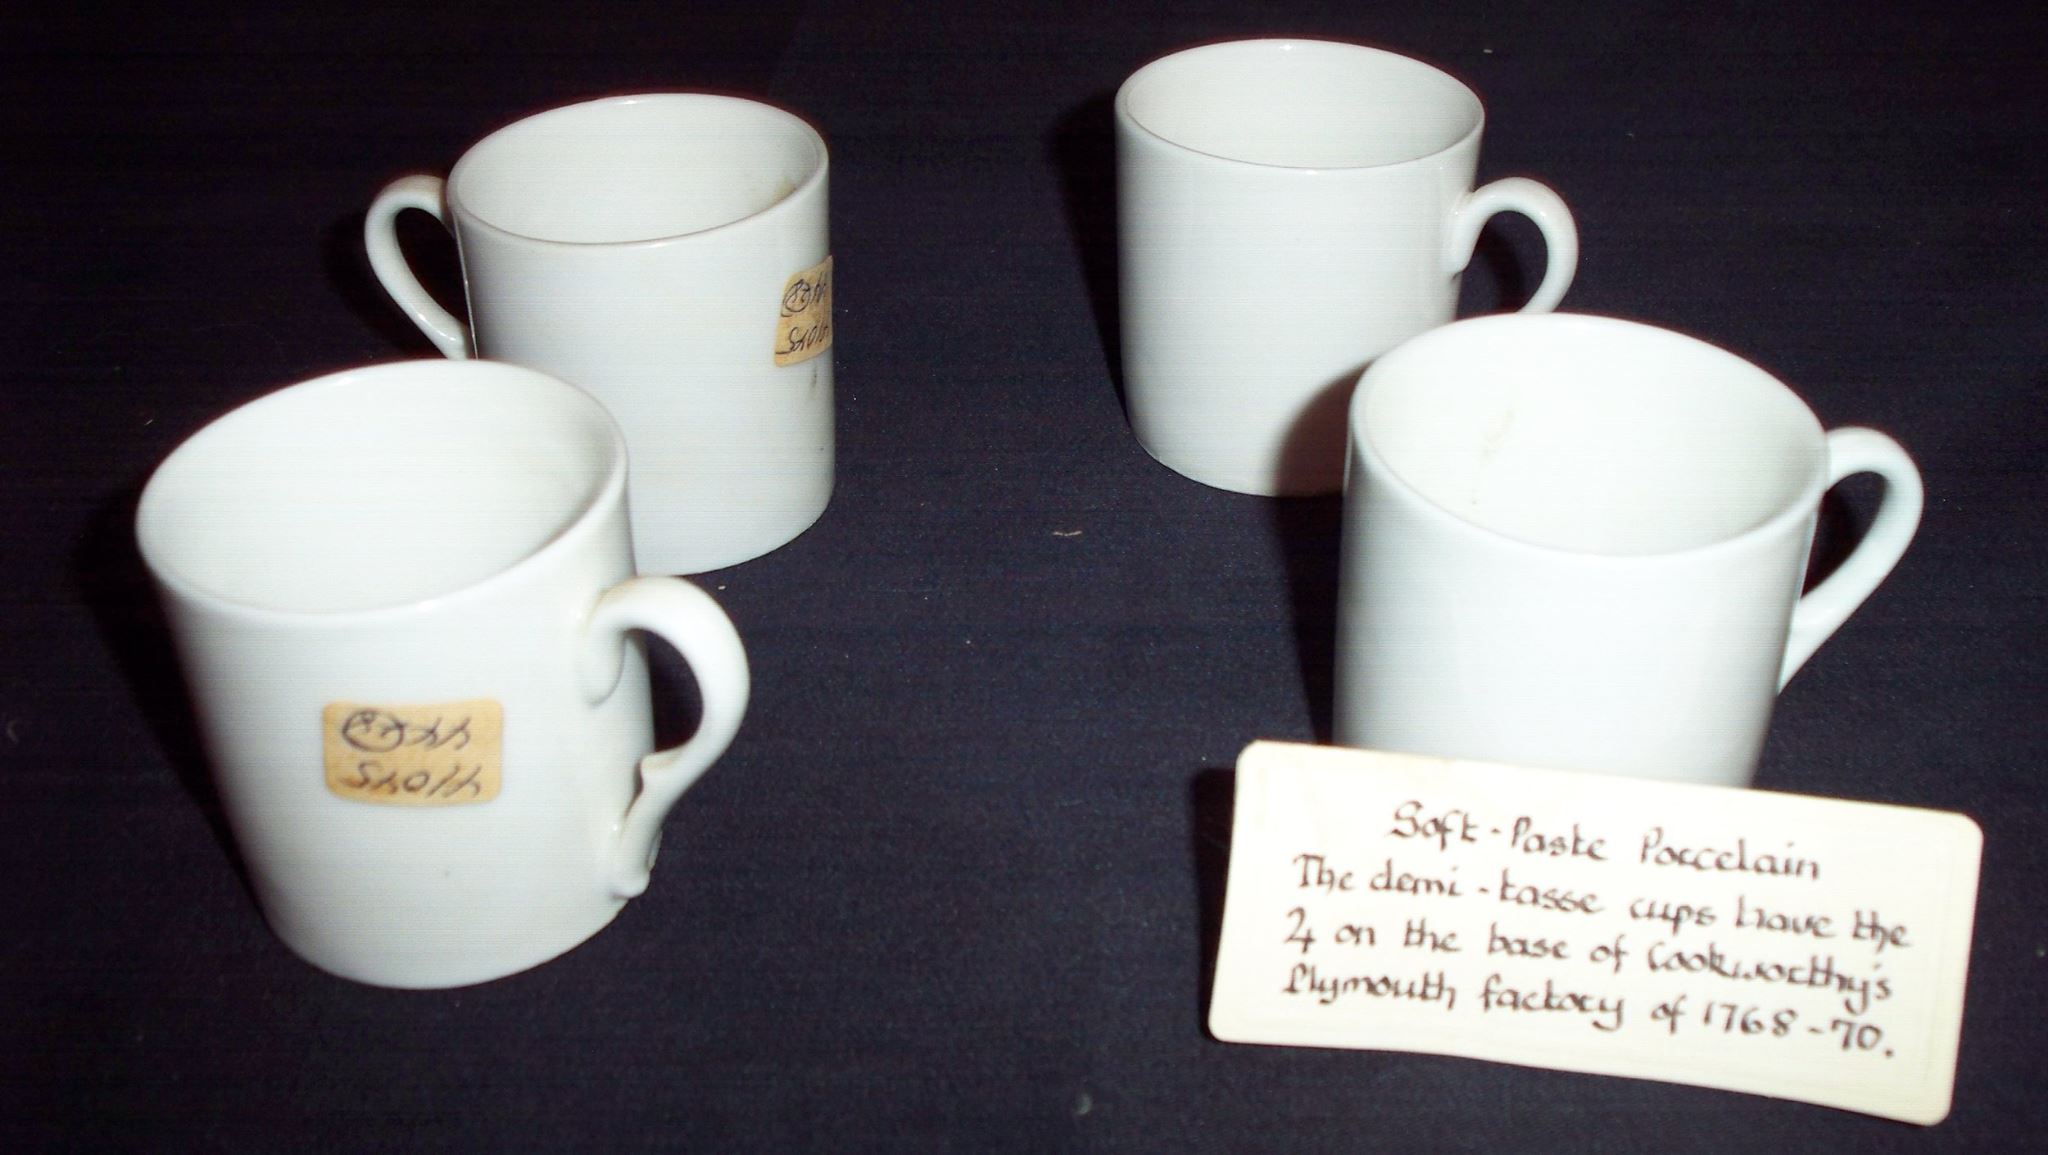 Soft-Paste Porcelain
The demi-tasse cups have the
4 on the base of Cookworthy's
Plymouth factory of 1768-70.